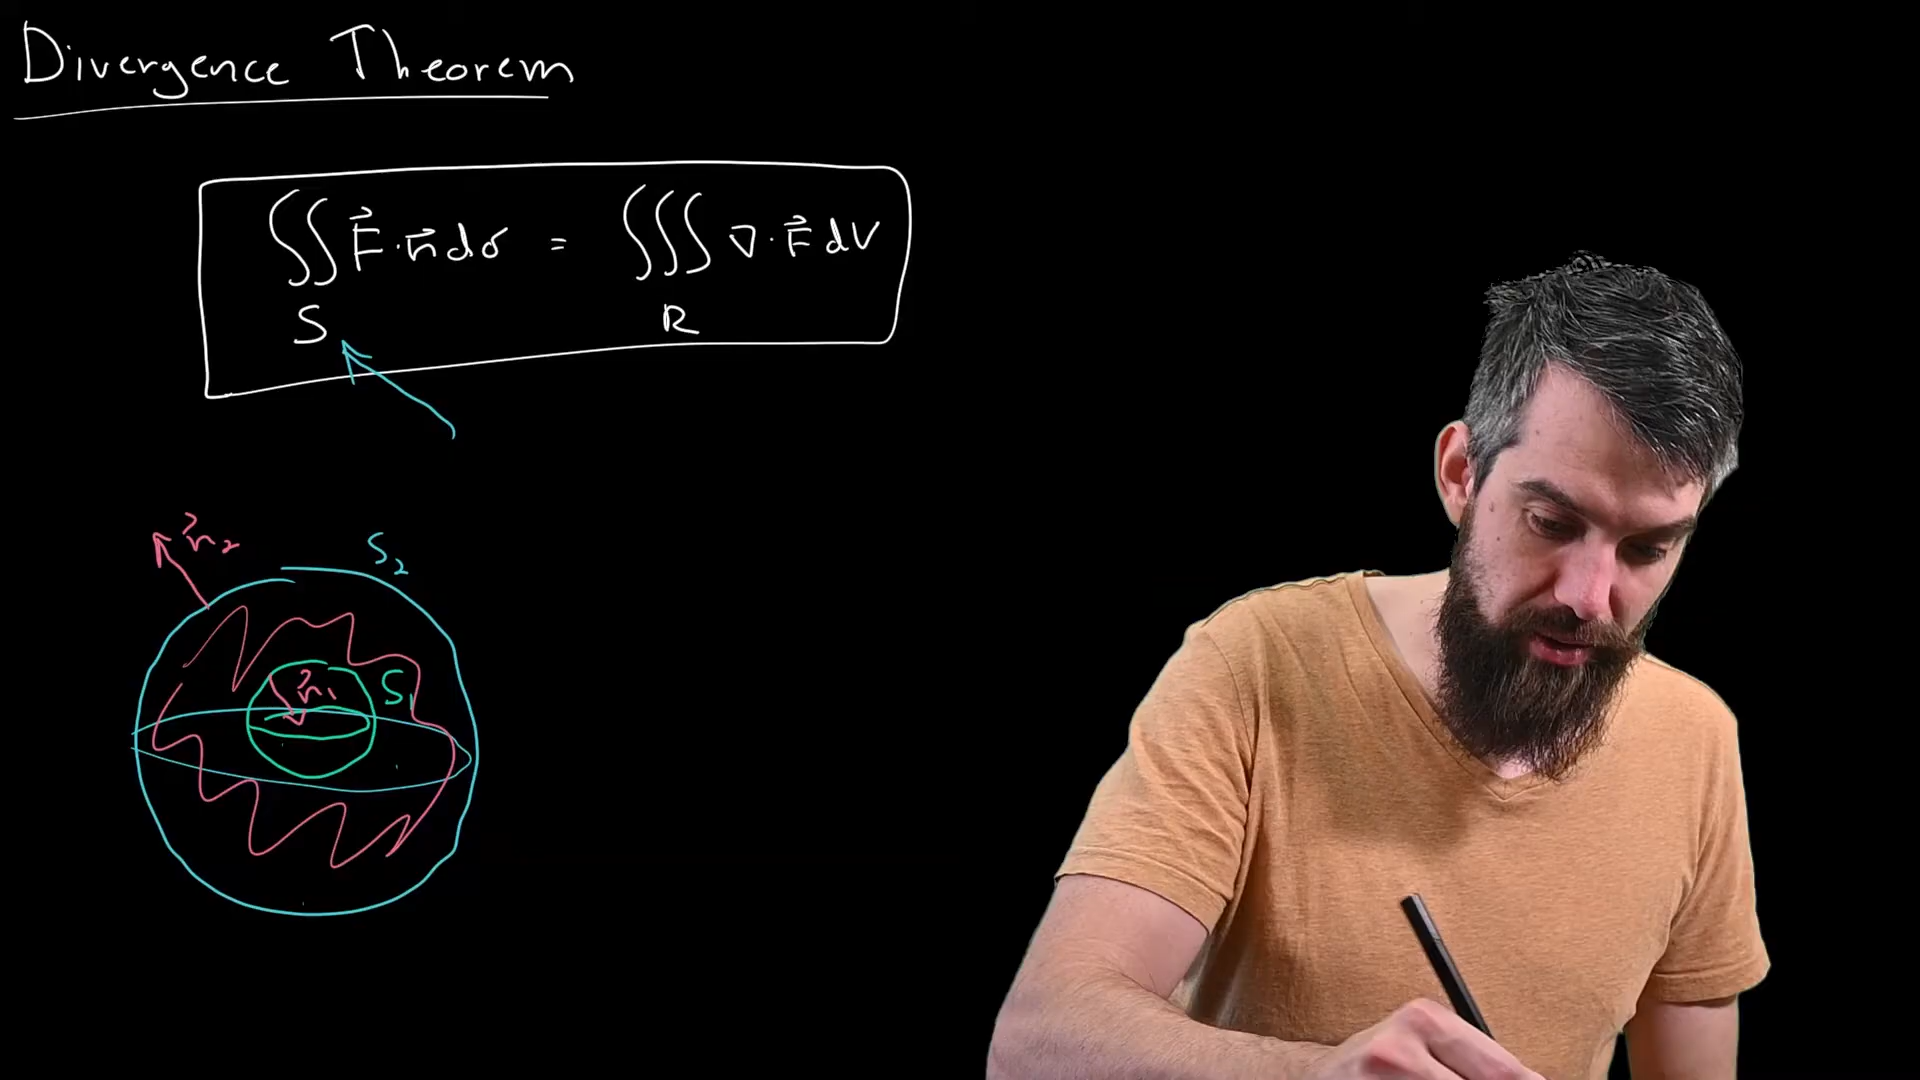 Divergence Theorem
∬ F⃗·n⃗ dσ = ∭ ∇·F⃗ dV
S R
n⃗₂ S₂
n⃗₁ S₁